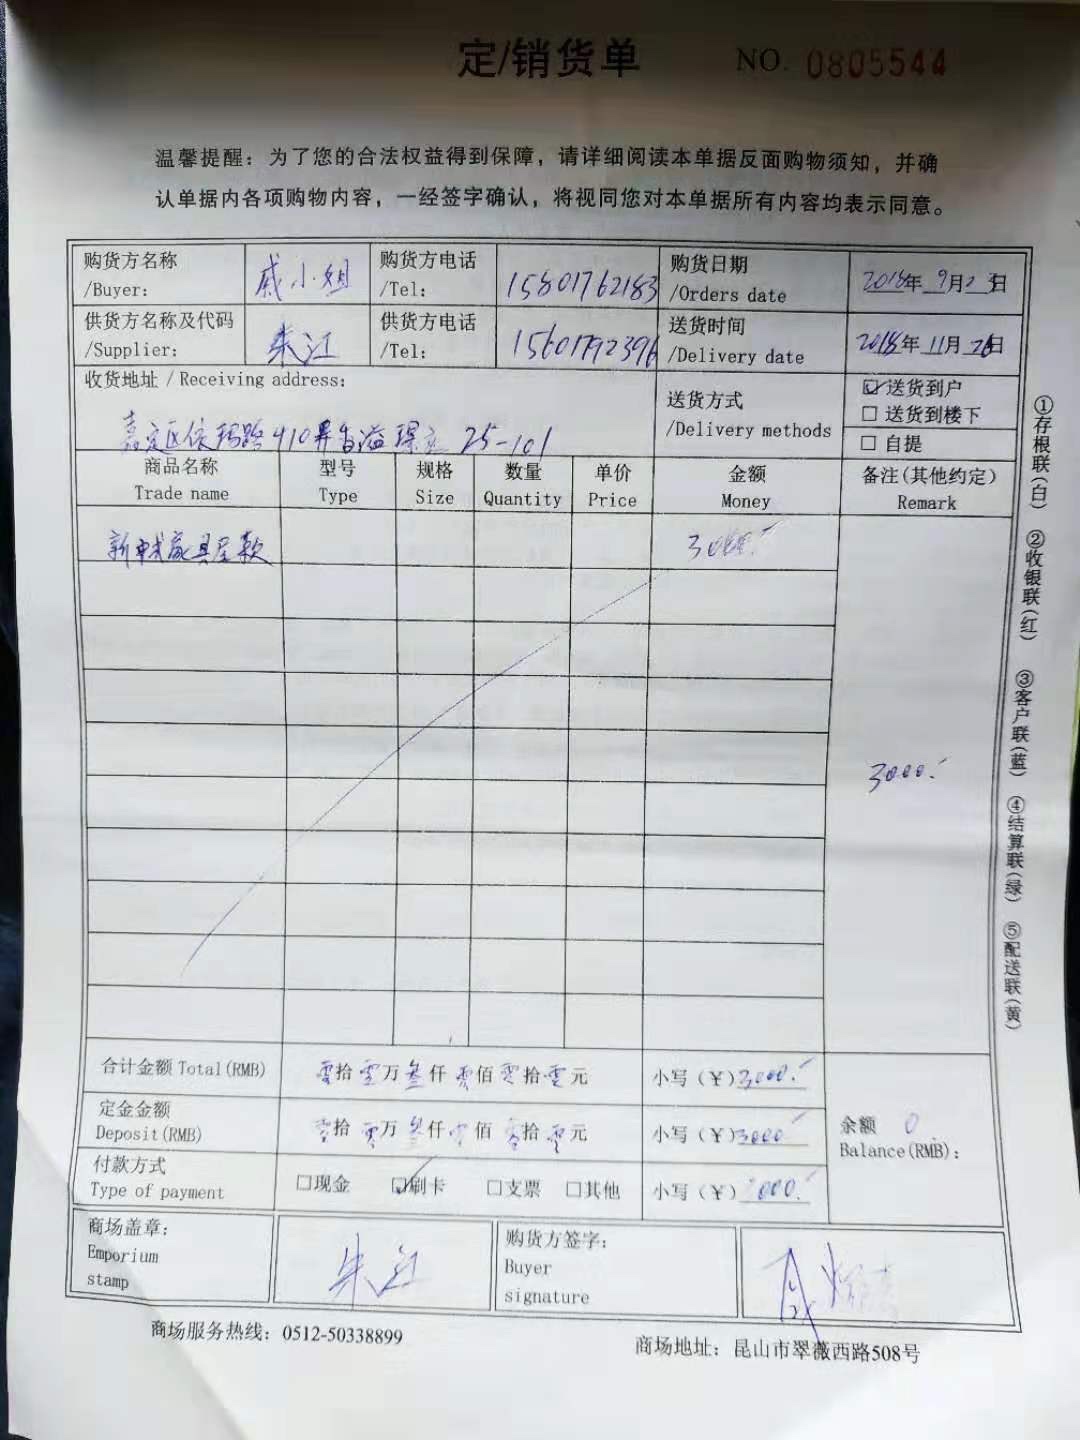 定/销货单 NO. 0805544
温馨提醒：为了您的合法权益得到保障，请详细阅读本单据反面购物须知，并确
认单据内各项购物内容，一经签字确认，将视同您对本单据所有内容均表示同意。
购货方名称
/Buyer:
戚小姐
购货方电话
/Tel:
15801762183
购货日期
/Orders date
2018年 9月
日
供货方名称及代码
/Supplier:
朱江
供货方电话
/Tel:
15601792396
送货时间
/Delivery date
2018年 11月 26日
收货地址 / Receiving address:
嘉定区
路410弄
25-101
送货方式
/Delivery methods
☑送货到户
□ 送货到楼下
□ 自提
商品名称
Trade name
型号
Type
规格
Size
数量
Quantity
单价
Price
金额
Money
备注(其他约定)
Remark
家具
款
3000.-
3000.-
合计金额 Total(RMB)
零拾零万叁仟零佰零拾零元
小写（¥）3000.-
定金金额
Deposit(RMB)
零拾零万叁仟零佰零拾零元
小写（¥）3000
余额 0
Balance(RMB):
付款方式
Type of payment
□现金 ☑刷卡 □支票 □其他
小写（¥）
000.-
商场盖章:
Emporium
stamp
朱江
购货方签字:
Buyer
signature
商场服务热线：0512-50338899
商场地址：昆山市翠薇西路508号
①存根联(白) ②收银联(红) ③客户联(蓝) ④结算联(绿) ⑤配送联(黄)